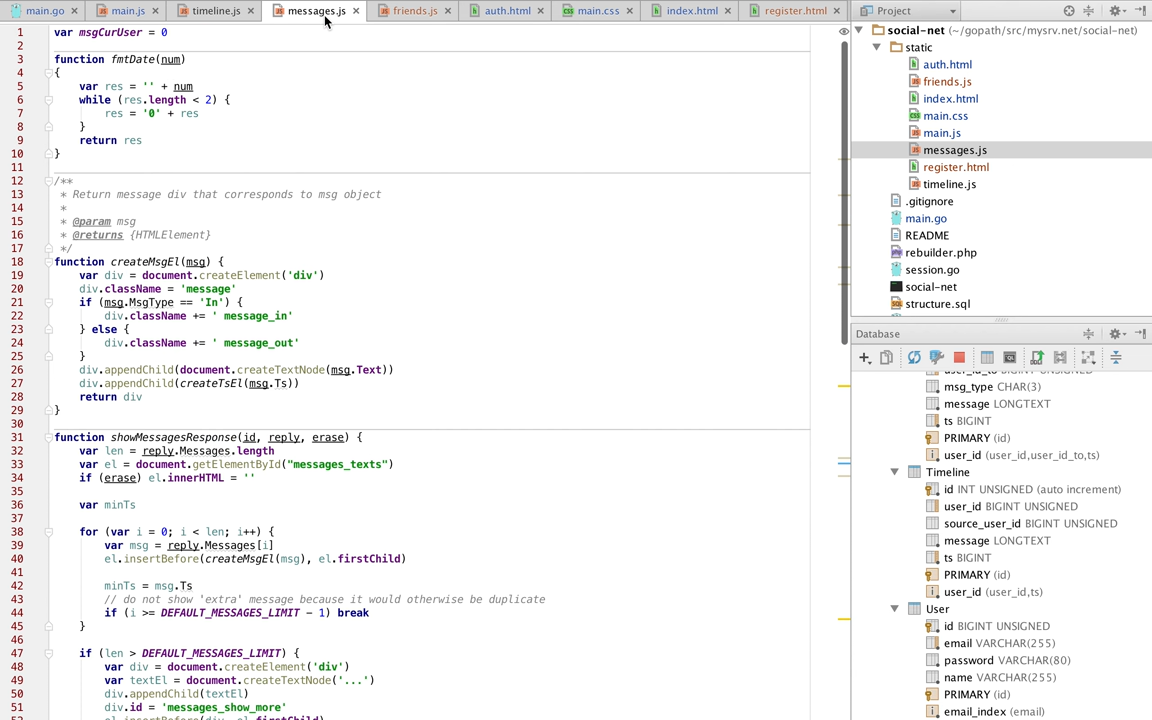 main.go main.js timeline.js messages.js friends.js auth.html main.css index.html register.html
1 var msgCurUser = 0
2
3 function fmtDate(num)
4 {
5 var res = '' + num
6 while (res.length < 2) {
7 res = '0' + res
8 }
9 return res
10 }
11
12 /**
13 * Return message div that corresponds to msg object
14 *
15 * @param msg
16 * @returns {HTMLElement}
17 */
18 function createMsgEl(msg) {
19 var div = document.createElement('div')
20 div.className = 'message'
21 if (msg.MsgType == 'In') {
22 div.className += ' message_in'
23 } else {
24 div.className += ' message_out'
25 }
26 div.appendChild(document.createTextNode(msg.Text))
27 div.appendChild(createTsEl(msg.Ts))
28 return div
29 }
30
31 function showMessagesResponse(id, reply, erase) {
32 var len = reply.Messages.length
33 var el = document.getElementById("messages_texts")
34 if (erase) el.innerHTML = ''
35
36 var minTs
37
38 for (var i = 0; i < len; i++) {
39 var msg = reply.Messages[i]
40 el.insertBefore(createMsgEl(msg), el.firstChild)
41
42 minTs = msg.Ts
43 // do not show 'extra' message because it would otherwise be duplicate
44 if (i >= DEFAULT_MESSAGES_LIMIT - 1) break
45 }
46
47 if (len > DEFAULT_MESSAGES_LIMIT) {
48 var div = document.createElement('div')
49 var textEl = document.createTextNode('...')
50 div.appendChild(textEl)
51 div.id = 'messages_show_more'
52 el.insertBefore(div, el.firstChild)
Project
social-net (~/gopath/src/mysrv.net/social-net)
static
auth.html
friends.js
index.html
main.css
main.js
messages.js
register.html
timeline.js
.gitignore
main.go
README
rebuilder.php
session.go
social-net
structure.sql
Database
user_id_to BIGINT UNSIGNED
msg_type CHAR(3)
message LONGTEXT
ts BIGINT
PRIMARY (id)
user_id (user_id,user_id_to,ts)
Timeline
id INT UNSIGNED (auto increment)
user_id BIGINT UNSIGNED
source_user_id BIGINT UNSIGNED
message LONGTEXT
ts BIGINT
PRIMARY (id)
user_id (user_id,ts)
User
id BIGINT UNSIGNED
email VARCHAR(255)
password VARCHAR(80)
name VARCHAR(255)
PRIMARY (id)
email_index (email)